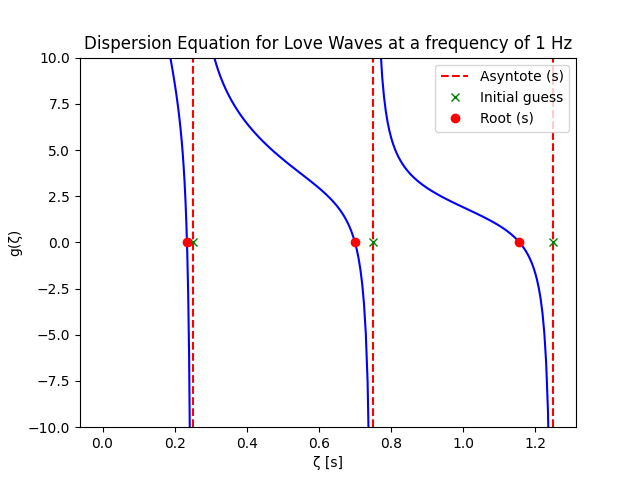 Dispersion Equation for Love Waves at a frequency of 1 Hz
10.0
7.5
5.0
2.5
0.0
−2.5
−5.0
−7.5
−10.0
g(ζ)
Asyntote (s)
Initial guess
Root (s)
0.0 0.2 0.4 0.6 0.8 1.0 1.2
ζ [s]